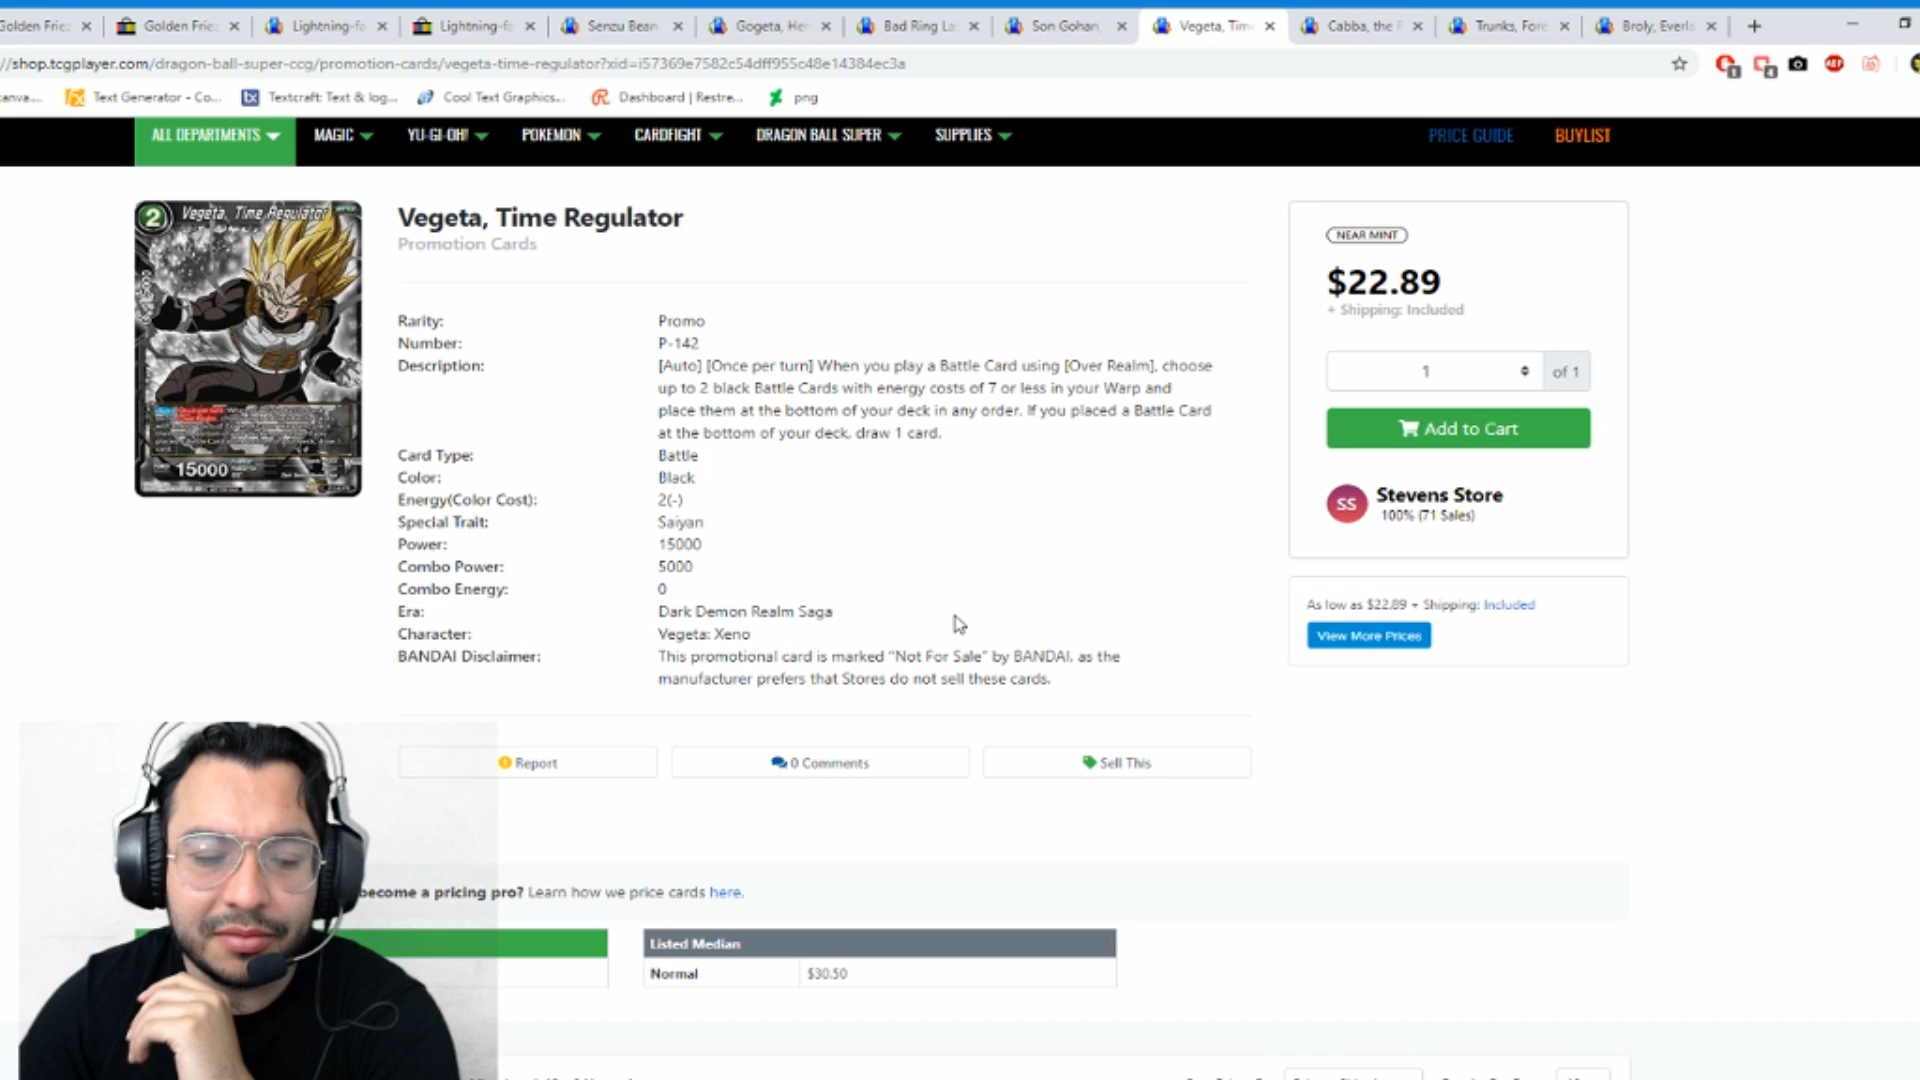 Golden Frie
Golden Frie
Lightning-fo
Lightning-fo
Senzu Bean
Gogeta, Her
Bad Ring La
Son Gohan,
Vegeta, Tim
Cabba, the
Trunks, Fore
Broly, Everla
//shop.tcgplayer.com/dragon-ball-super-ccg/promotion-cards/vegeta-time-regulator?xid=i57369e7582c54dff955c48e14384ec3a
anva....
Text Generator - Co...
Textcraft: Text & log...
Cool Text Graphics...
Dashboard | Restre...
png
ALL DEPARTMENTS
MAGIC
YU-GI-OH!
POKEMON
CARDFIGHT
DRAGON BALL SUPER
SUPPLIES
PRICE GUIDE
BUYLIST
2
Vegeta, Time Regulator
15000
Vegeta, Time Regulator
Promotion Cards
Rarity: Promo
Number: P-142
Description: [Auto] [Once per turn] When you play a Battle Card using [Over Realm], choose
up to 2 black Battle Cards with energy costs of 7 or less in your Warp and
place them at the bottom of your deck in any order. If you placed a Battle Card
at the bottom of your deck, draw 1 card.
Card Type: Battle
Color: Black
Energy(Color Cost): 2(-)
Special Trait: Saiyan
Power: 15000
Combo Power: 5000
Combo Energy: 0
Era: Dark Demon Realm Saga
Character: Vegeta: Xeno
BANDAI Disclaimer: This promotional card is marked "Not For Sale" by BANDAI, as the
manufacturer prefers that Stores do not sell these cards.
Report
0 Comments
Sell This
NEAR MINT
$22.89
+ Shipping: Included
1 of 1
Add to Cart
SS
Stevens Store
100% (71 Sales)
As low as $22.89 + Shipping: Included
View More Prices
become a pricing pro? Learn how we price cards here.
Listed Median
Normal $30.50